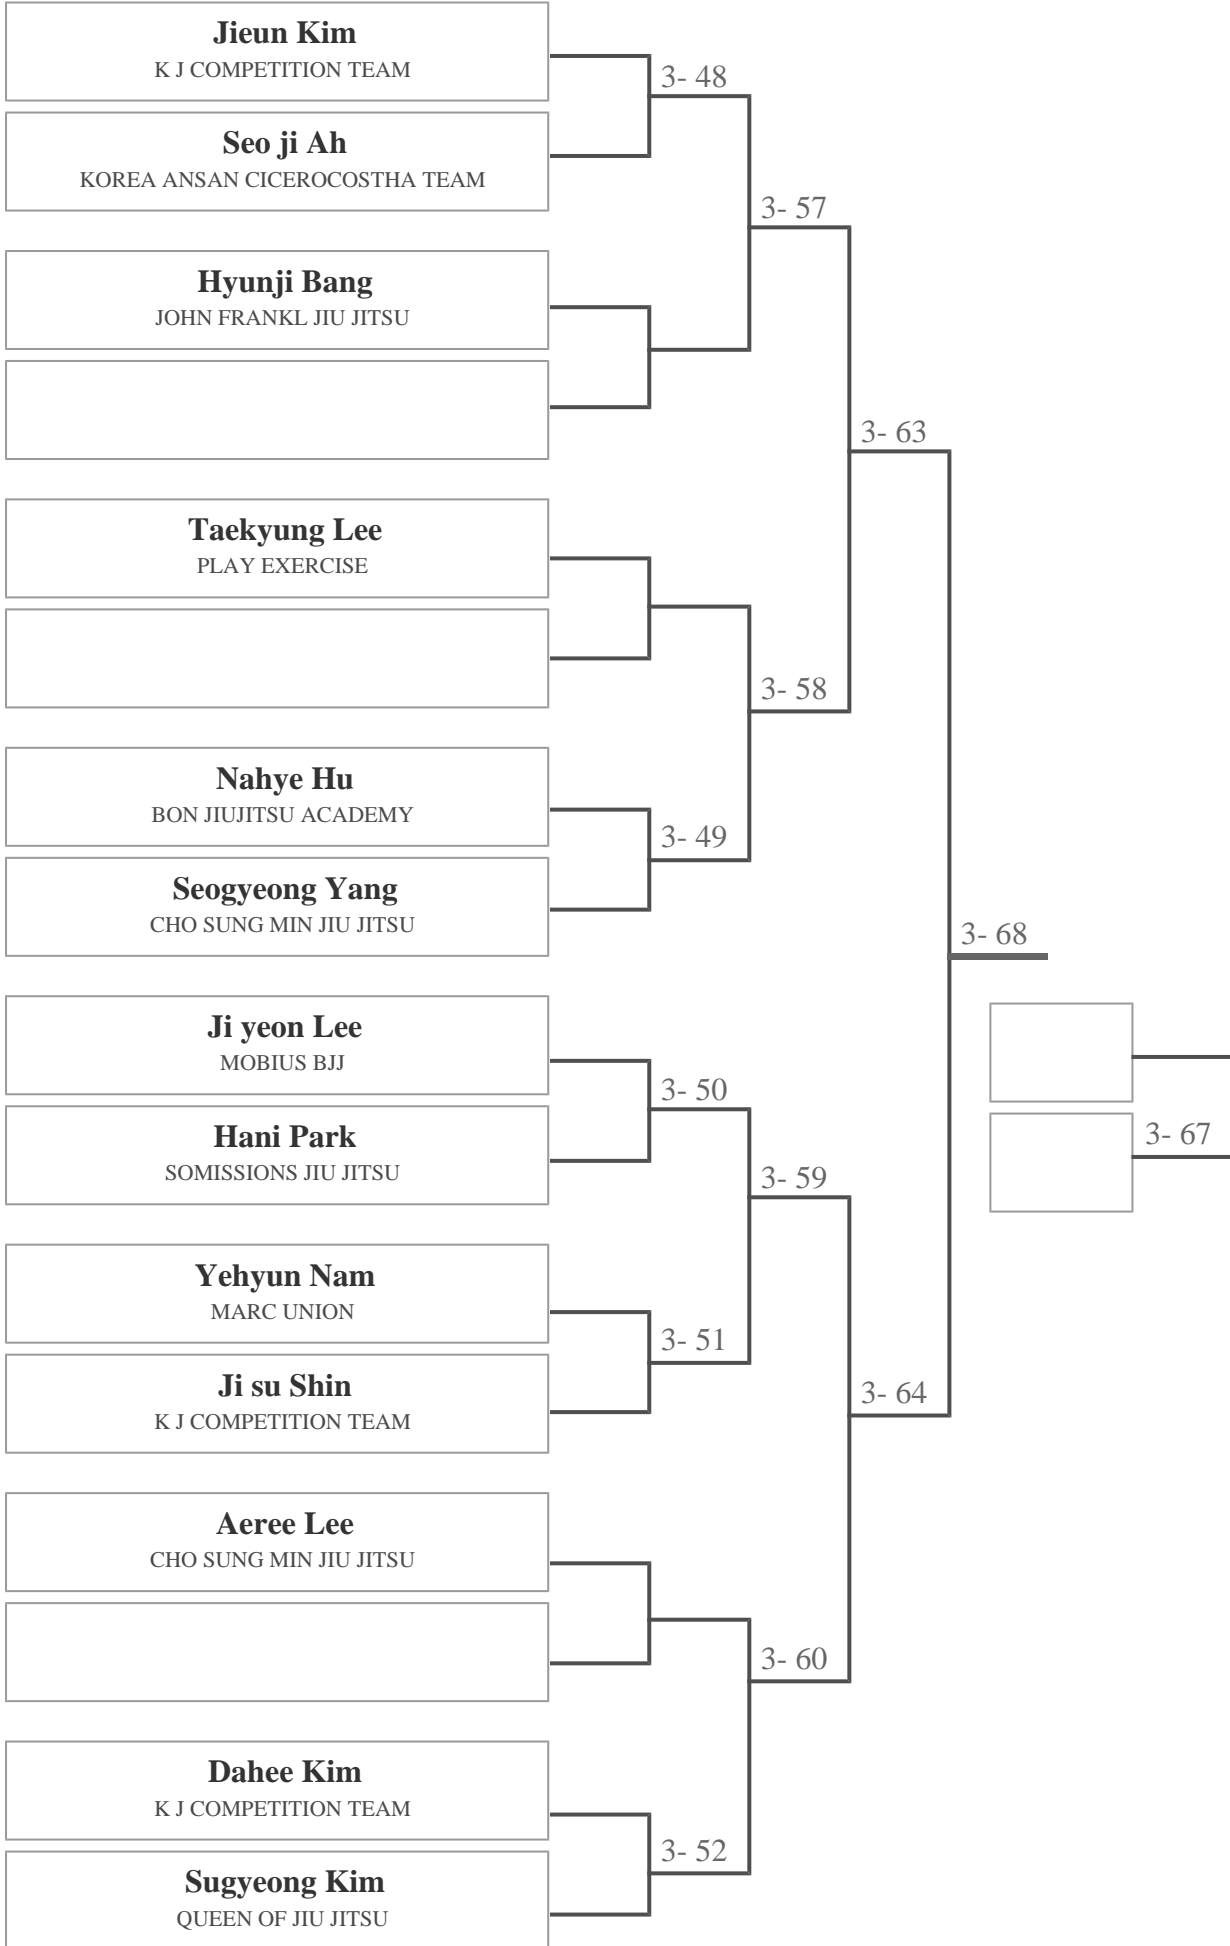 Jieun Kim
K J COMPETITION TEAM
3- 48
Seo ji Ah
KOREA ANSAN CICEROCOSTHA TEAM
3- 57
Hyunji Bang
JOHN FRANKL JIU JITSU
3- 63
Taekyung Lee
PLAY EXERCISE
3- 58
Nahye Hu
BON JIUJITSU ACADEMY
3- 49
Seogyeong Yang
CHO SUNG MIN JIU JITSU
3- 68
Ji yeon Lee
MOBIUS BJJ
3- 50
Hani Park
SOMISSIONS JIU JITSU
3- 67
3- 59
Yehyun Nam
MARC UNION
3- 51
Ji su Shin
K J COMPETITION TEAM
3- 64
Aeree Lee
CHO SUNG MIN JIU JITSU
3- 60
Dahee Kim
K J COMPETITION TEAM
3- 52
Sugyeong Kim
QUEEN OF JIU JITSU